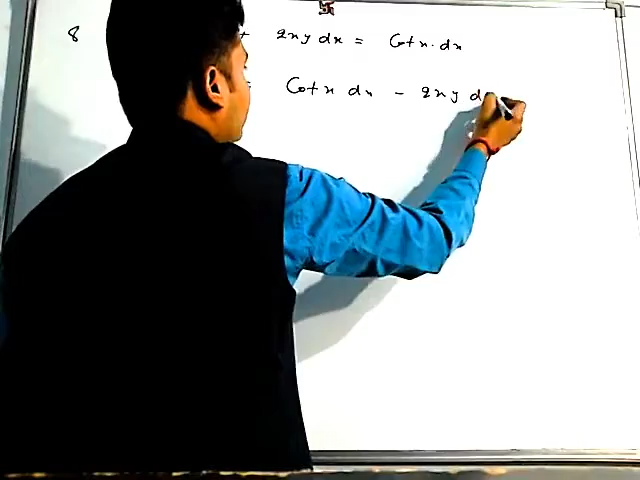 8 + 2xy dx = Cot x. dx
= Cot x dx - 2xy d